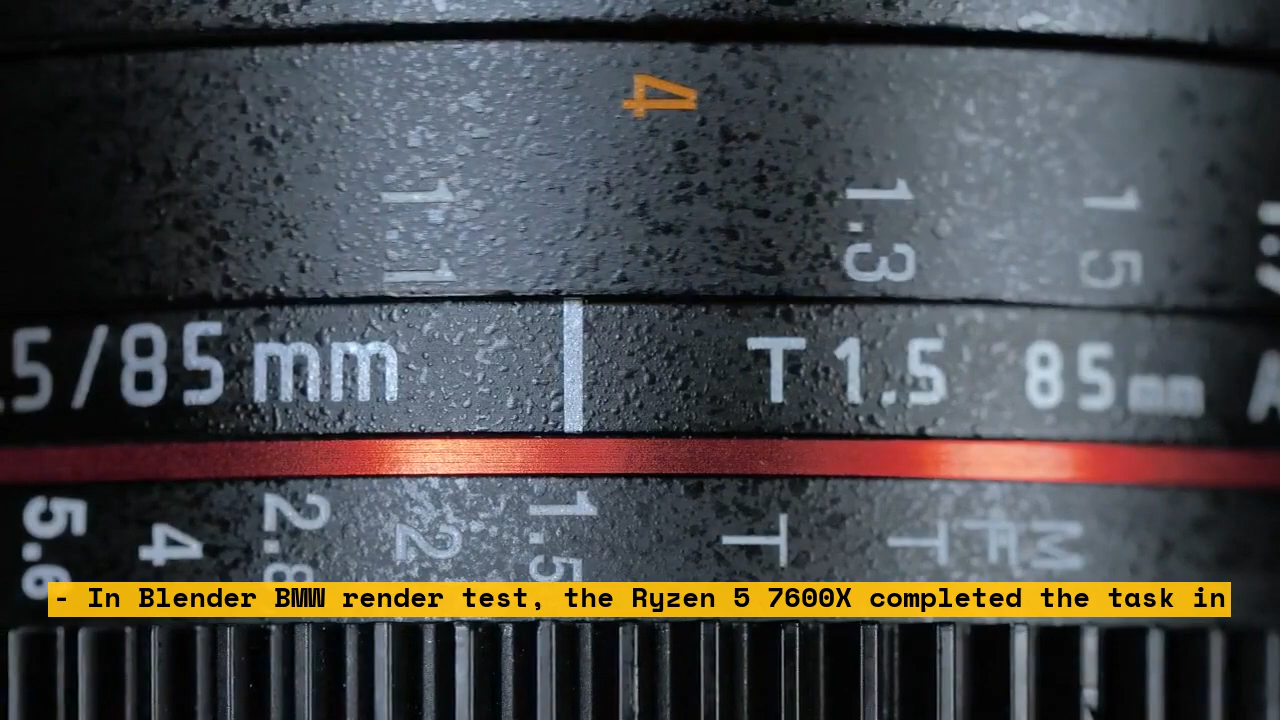 4
1.1 1.3 1.5
.5/85mm T1.5 85mm
5.6 4 2.8 2 1.5 T T FT M
- In Blender BMW render test, the Ryzen 5 7600X completed the task in